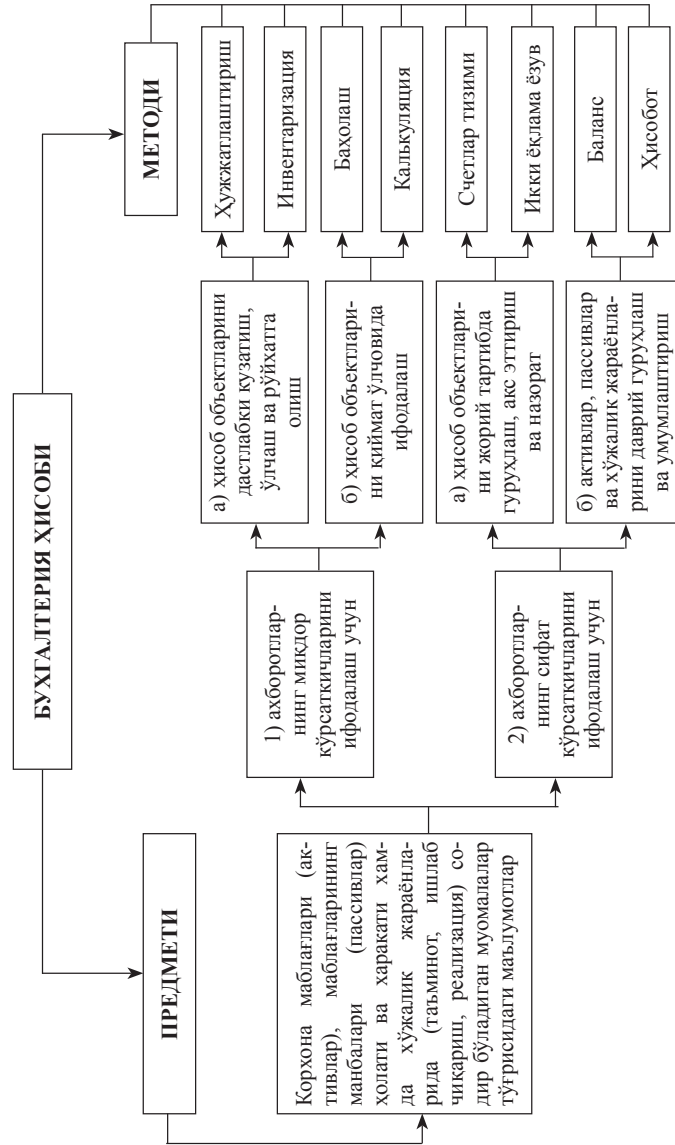 БУХГАЛТЕРИЯ ҲИСОБИ
ПРЕДМЕТИ
МЕТОДИ
Корхона маблағлари (ак-
тивлар), маблағларининг
манбалари (пассивлар)
ҳолати ва харакати хам-
да хўжалик жараёнла-
рида (таъминот, ишлаб
чиқариш, реализация) со-
дир бўладиган муомалалар
тўғрисидаги маълумотлар
1) ахборотлар-
нинг миқдор
кўрсаткичларини
ифодалаш учун
2) ахборотлар-
нинг сифат
кўрсаткичларини
ифодалаш учун
а) ҳисоб объектларини
дастлабки кузатиш,
ўлчаш ва рўйхатга
олиш
б) ҳисоб объектлари-
ни қиймат ўлчовида
ифодалаш
а) ҳисоб объектлари-
ни жорий тартибда
гуруҳлаш, акс эттириш
ва назорат
б) активлар, пассивлар
ва хўжалик жараёнла-
рини даврий гуруҳлаш
ва умумлаштириш
Ҳужжатлаштириш
Инвентаризация
Баҳолаш
Калькуляция
Счетлар тизими
Икки ёқлама ёзув
Баланс
Ҳисобот